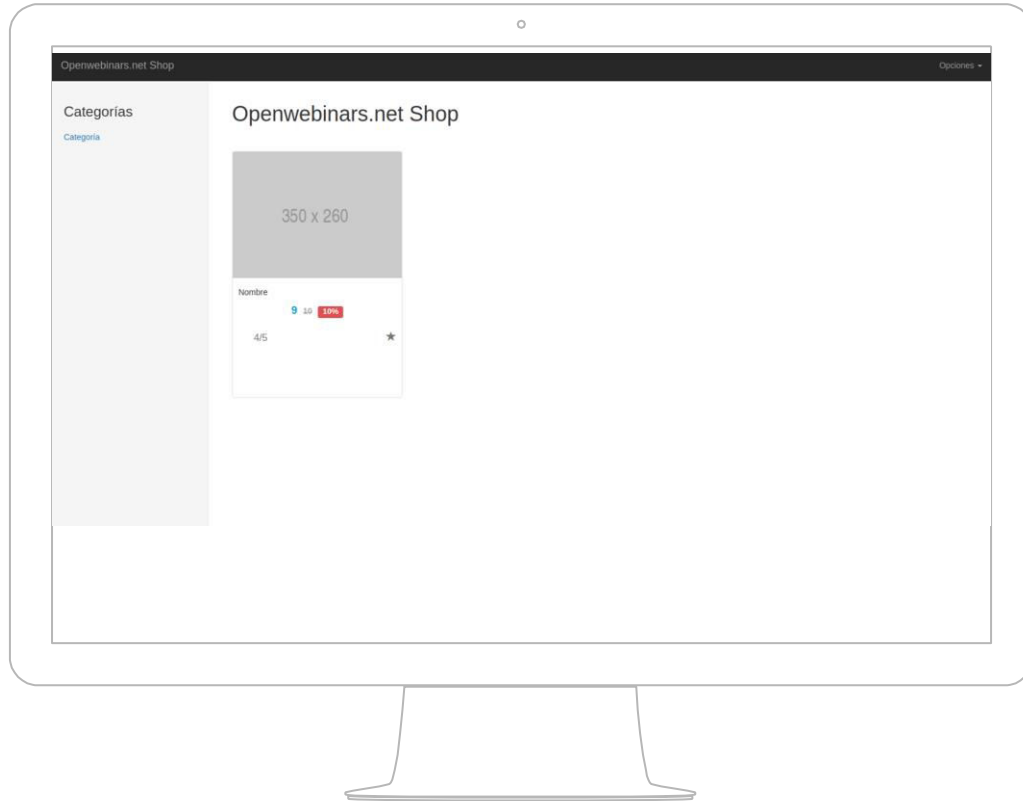 Openwebinars.net Shop
Opciones
Categorías
Categoría
Openwebinars.net Shop
350 x 260
Nombre
9 10 10%
4/5